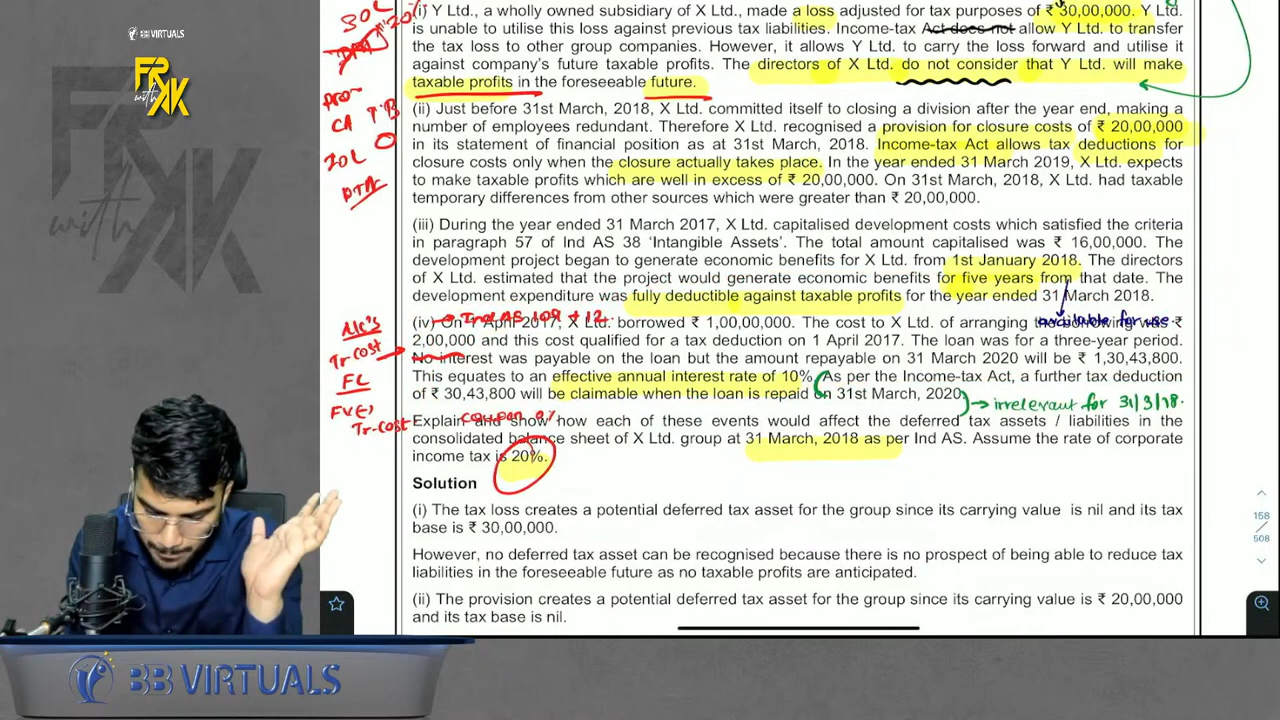 BB VIRTUALS
FR
with
AK
30L
20%
(i) Y Ltd., a wholly owned subsidiary of X Ltd., made a loss adjusted for tax purposes of ₹ 30,00,000. Y Ltd.
is unable to utilise this loss against previous tax liabilities. Income-tax Act does not allow Y Ltd. to transfer
the tax loss to other group companies. However, it allows Y Ltd. to carry the loss forward and utilise it
against company's future taxable profits. The directors of X Ltd. do not consider that Y Ltd. will make
taxable profits in the foreseeable future.
Prov
CA TB
20L 0
DTA
(ii) Just before 31st March, 2018, X Ltd. committed itself to closing a division after the year end, making a
number of employees redundant. Therefore X Ltd. recognised a provision for closure costs of ₹ 20,00,000
in its statement of financial position as at 31st March, 2018. Income-tax Act allows tax deductions for
closure costs only when the closure actually takes place. In the year ended 31 March 2019, X Ltd. expects
to make taxable profits which are well in excess of ₹ 20,00,000. On 31st March, 2018, X Ltd. had taxable
temporary differences from other sources which were greater than ₹ 20,00,000.
(iii) During the year ended 31 March 2017, X Ltd. capitalised development costs which satisfied the criteria
in paragraph 57 of Ind AS 38 'Intangible Assets'. The total amount capitalised was ₹ 16,00,000. The
development project began to generate economic benefits for X Ltd. from 1st January 2018. The directors
of X Ltd. estimated that the project would generate economic benefits for five years from that date. The
development expenditure was fully deductible against taxable profits for the year ended 31 March 2018.
available for use.
→ Ind AS 109 + 12
(iv) On 1 April 2017, X Ltd. borrowed ₹ 1,00,00,000. The cost to X Ltd. of arranging the borrowing was ₹
2,00,000 and this cost qualified for a tax deduction on 1 April 2017. The loan was for a three-year period.
No interest was payable on the loan but the amount repayable on 31 March 2020 will be ₹ 1,30,43,800.
This equates to an effective annual interest rate of 10%. As per the Income-tax Act, a further tax deduction
of ₹ 30,43,800 will be claimable when the loan is repaid on 31st March, 2020.
→ irrelevant for 31/3/18.
Tr cost
FL
FV(-)
Tr-cost
coupon 0%
Explain and show how each of these events would affect the deferred tax assets / liabilities in the
consolidated balance sheet of X Ltd. group at 31 March, 2018 as per Ind AS. Assume the rate of corporate
income tax is 20%.
Solution
(i) The tax loss creates a potential deferred tax asset for the group since its carrying value is nil and its tax
base is ₹ 30,00,000.
However, no deferred tax asset can be recognised because there is no prospect of being able to reduce tax
liabilities in the foreseeable future as no taxable profits are anticipated.
(ii) The provision creates a potential deferred tax asset for the group since its carrying value is ₹ 20,00,000
and its tax base is nil.
158
508
FR
with
AK
BB VIRTUALS